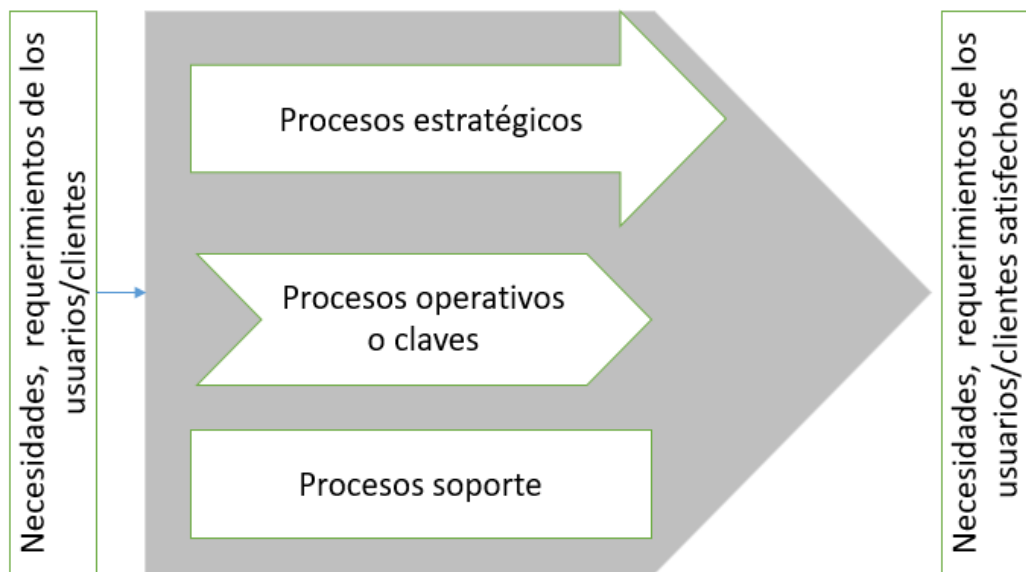 Necesidades, requerimientos de los
usuarios/clientes
Procesos estratégicos
Procesos operativos
o claves
Procesos soporte
Necesidades, requerimientos de los
usuarios/clientes satisfechos